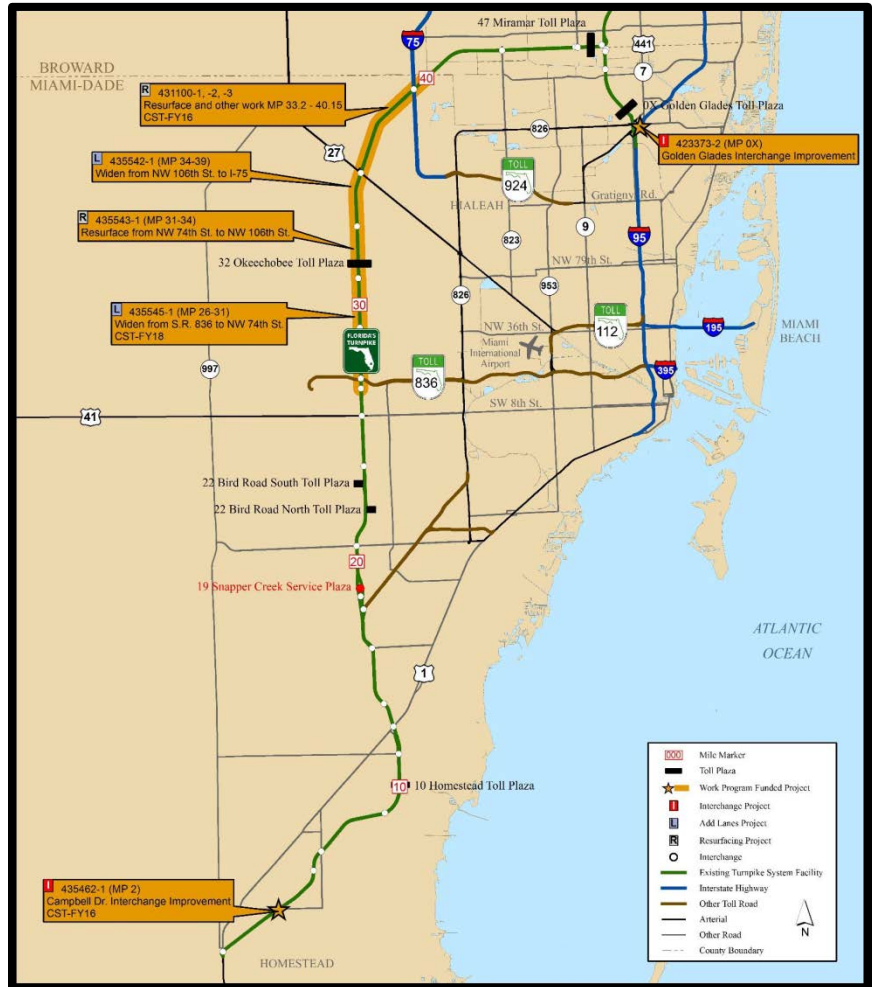 47 Miramar Toll Plaza
75
441
BROWARD
MIAMI-DADE
40
7
R 431100-1, -2, -3
Resurface and other work MP 33.2 - 40.15
CST-FY16
0X Golden Glades Toll Plaza
826
27
I 423373-2 (MP 0X)
Golden Glades Interchange Improvement
L 435542-1 (MP 34-39)
Widen from NW 106th St. to I-75
TOLL
924
Gratigny Rd.
HIALEAH
R 435543-1 (MP 31-34)
Resurface from NW 74th St. to NW 106th St.
823
9
95
NW 79th St.
32 Okeechobee Toll Plaza
953
826
30
L 435545-1 (MP 26-31)
Widen from S.R. 836 to NW 74th St.
CST-FY18
NW 36th St.
TOLL
112
195
MIAMI
BEACH
FLORIDA'S
TURNPIKE
Miami
International
Airport
997
TOLL
836
395
SW 8th St.
41
22 Bird Road South Toll Plaza
22 Bird Road North Toll Plaza
20
19 Snapper Creek Service Plaza
ATLANTIC
OCEAN
1
10
10 Homestead Toll Plaza
I 435462-1 (MP 2)
Campbell Dr. Interchange Improvement
CST-FY16
HOMESTEAD
000 Mile Marker
Toll Plaza
Work Program Funded Project
I Interchange Project
L Add Lanes Project
R Resurfacing Project
Interchange
Existing Turnpike System Facility
Interstate Highway
Other Toll Road
Arterial
Other Road
County Boundary
N